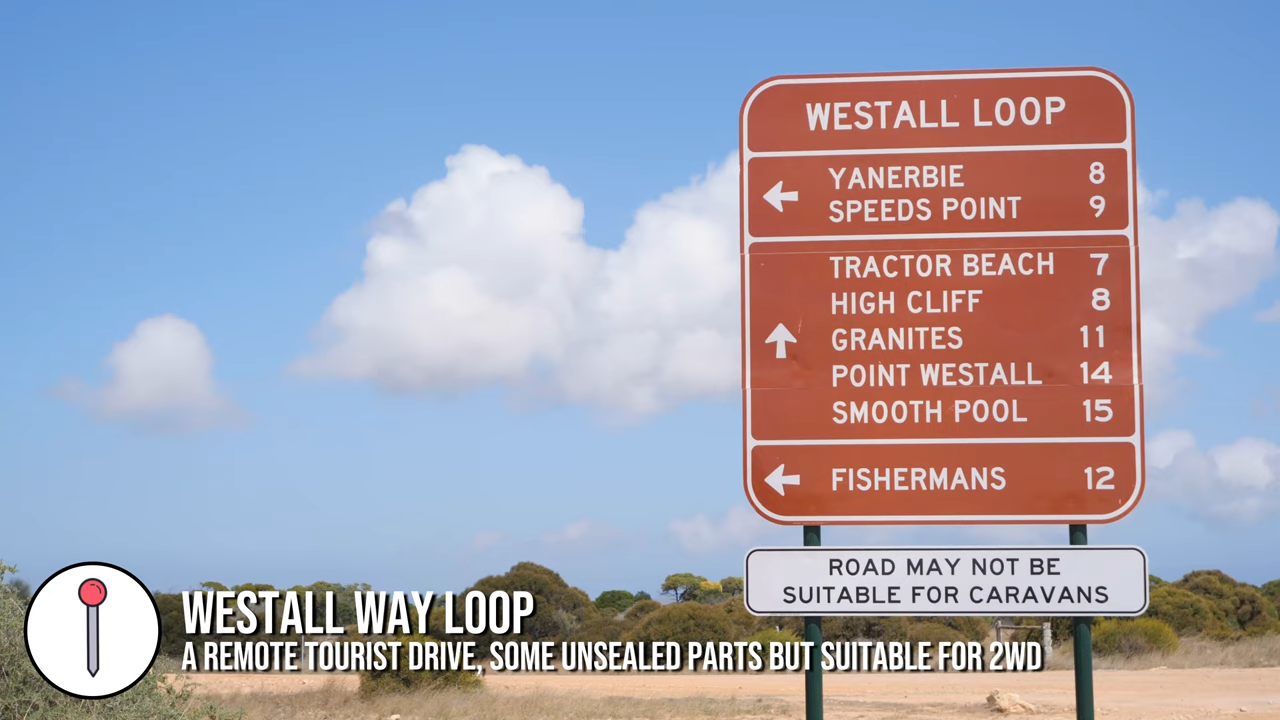 WESTALL LOOP
YANERBIE 8
SPEEDS POINT 9
TRACTOR BEACH 7
HIGH CLIFF 8
GRANITES 11
POINT WESTALL 14
SMOOTH POOL 15
FISHERMANS 12
ROAD MAY NOT BE
SUITABLE FOR CARAVANS
WESTALL WAY LOOP
A REMOTE TOURIST DRIVE, SOME UNSEALED PARTS BUT SUITABLE FOR 2WD